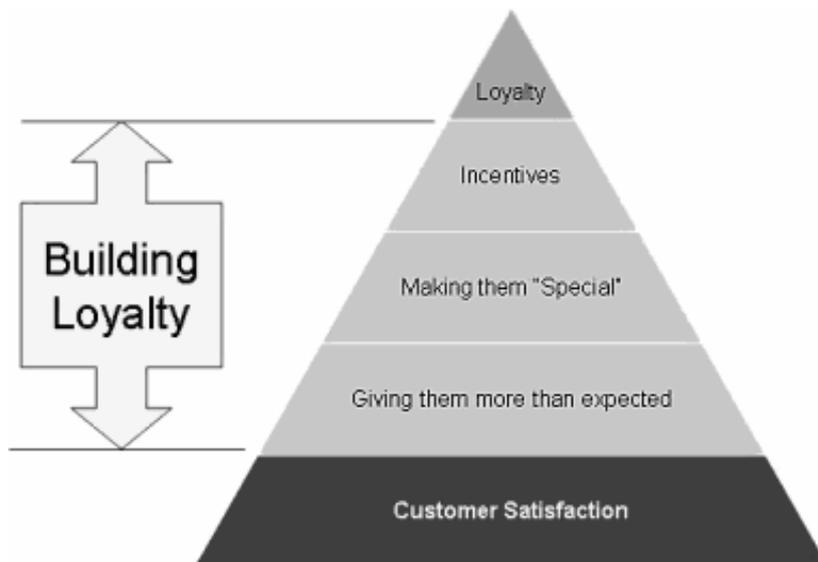 Loyalty
Incentives
Building
Loyalty
Making them "Special"
Giving them more than expected
Customer Satisfaction